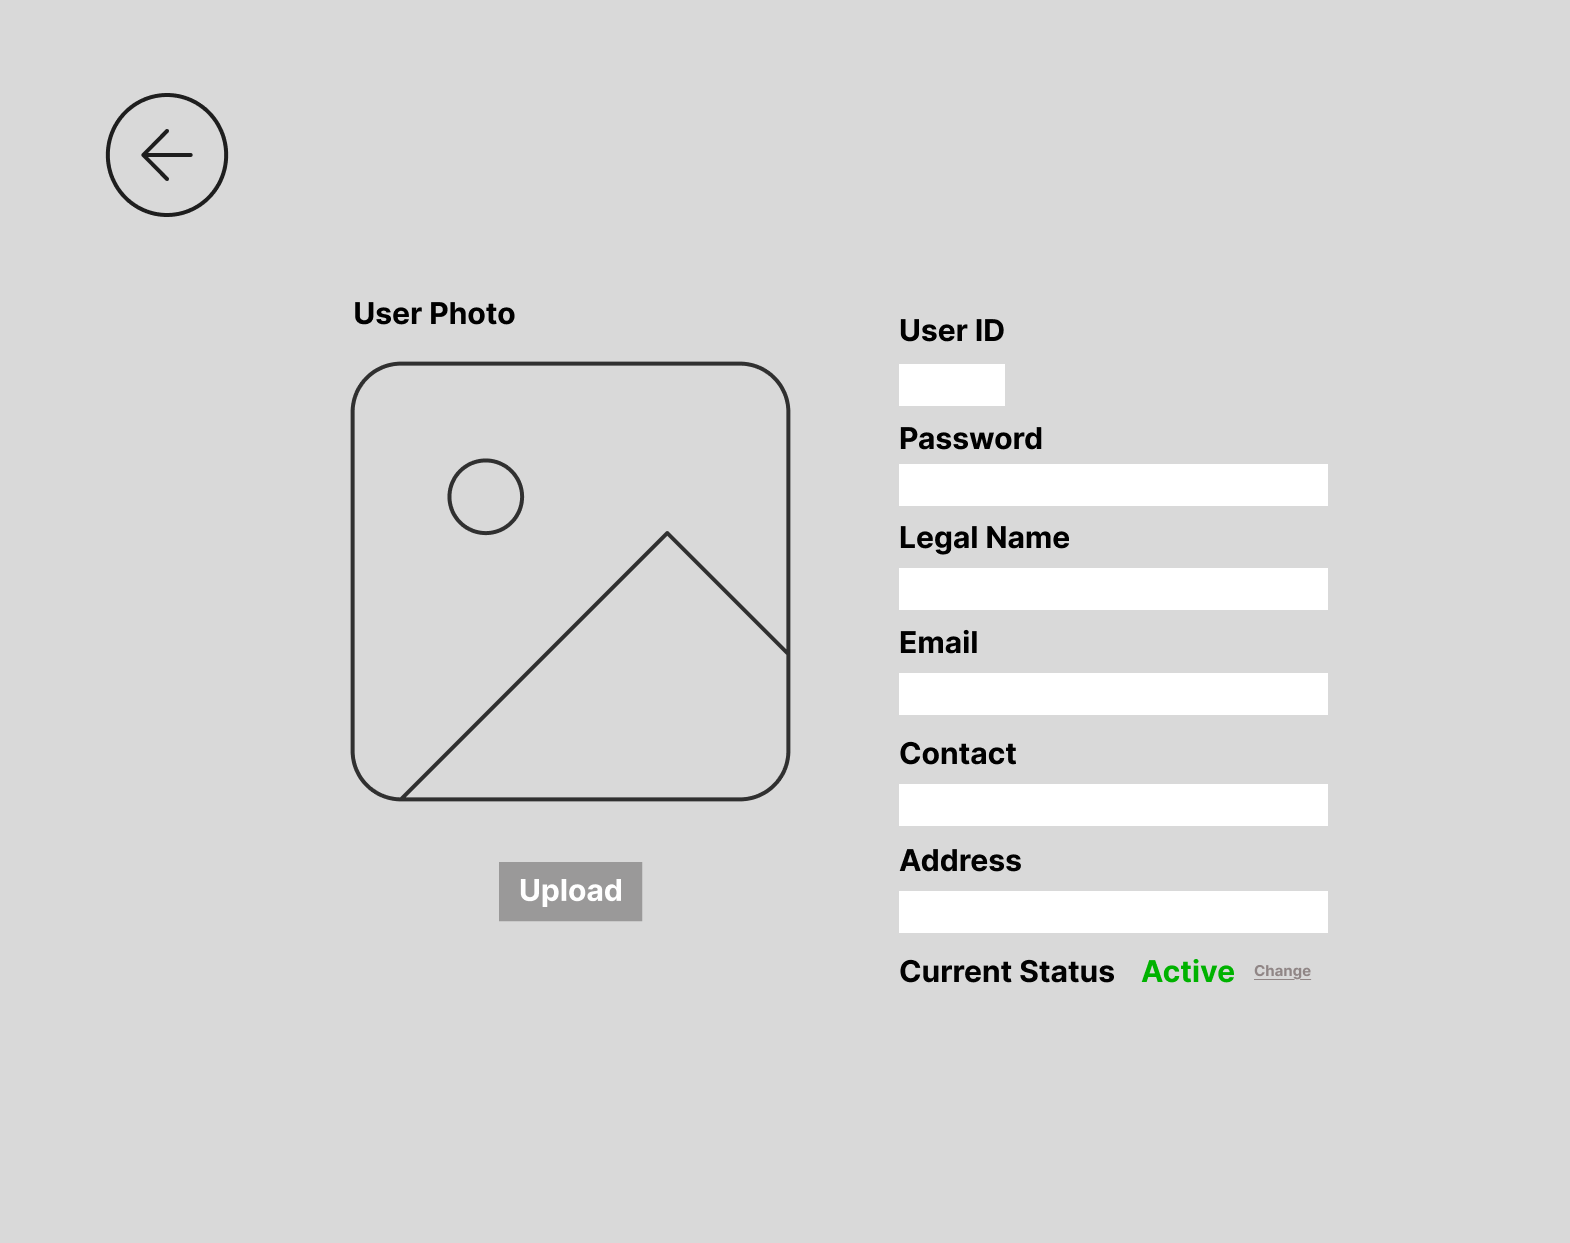 User Photo
Upload
User ID
Password
Legal Name
Email
Contact
Address
Current Status Active Change